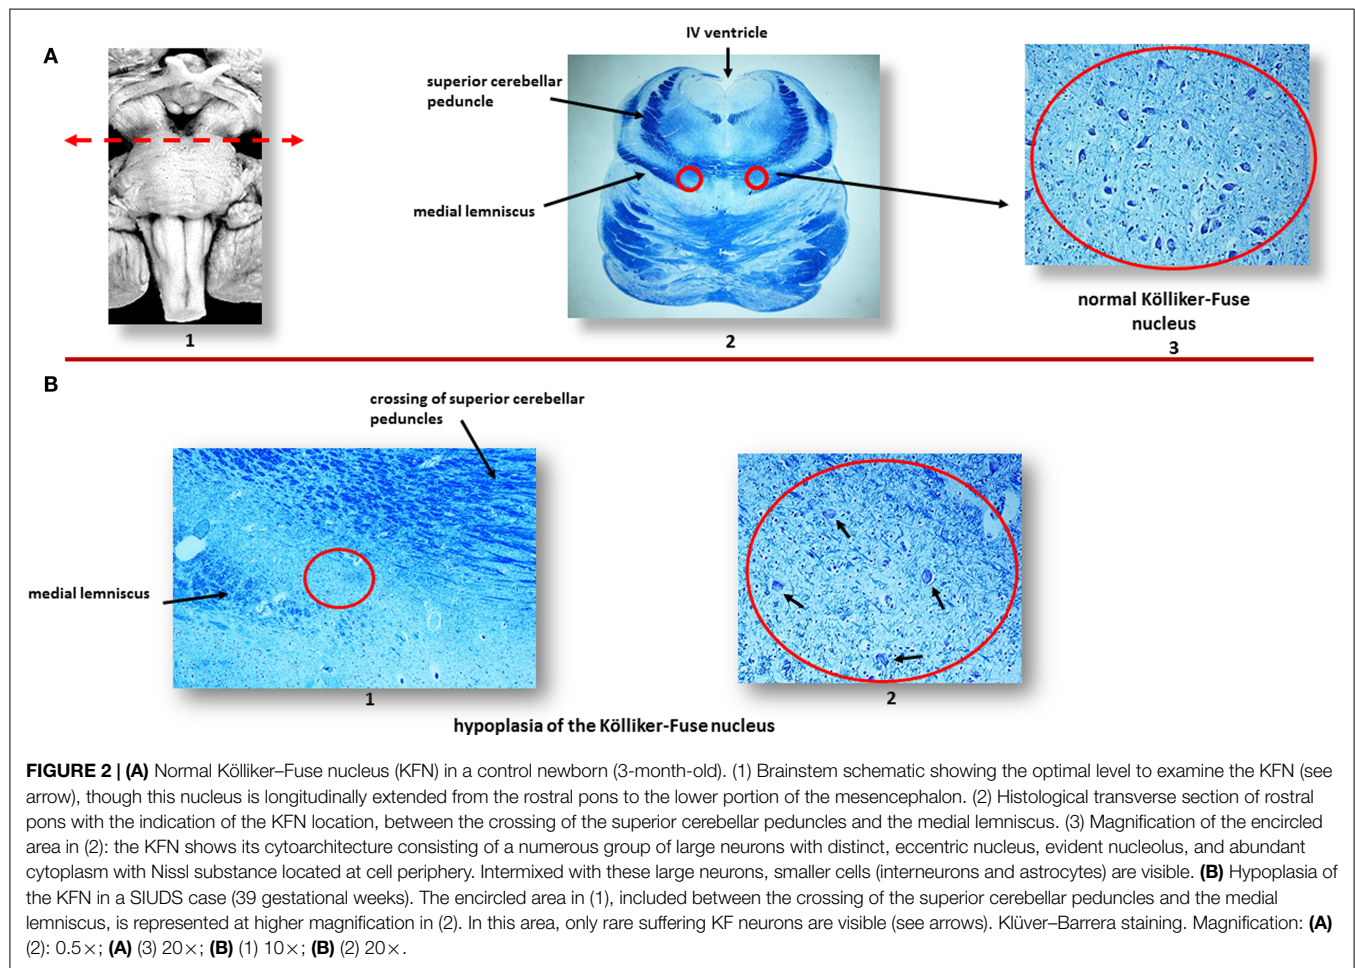 A
IV ventricle
superior cerebellar
peduncle
medial lemniscus
1
2
normal Kölliker-Fuse
nucleus
3
B
crossing of superior cerebellar
peduncles
medial lemniscus
1
2
hypoplasia of the Kölliker-Fuse nucleus
FIGURE 2 | (A) Normal Kölliker–Fuse nucleus (KFN) in a control newborn (3-month-old). (1) Brainstem schematic showing the optimal level to examine the KFN (see
arrow), though this nucleus is longitudinally extended from the rostral pons to the lower portion of the mesencephalon. (2) Histological transverse section of rostral
pons with the indication of the KFN location, between the crossing of the superior cerebellar peduncles and the medial lemniscus. (3) Magnification of the encircled
area in (2): the KFN shows its cytoarchitecture consisting of a numerous group of large neurons with distinct, eccentric nucleus, evident nucleolus, and abundant
cytoplasm with Nissl substance located at cell periphery. Intermixed with these large neurons, smaller cells (interneurons and astrocytes) are visible. (B) Hypoplasia of
the KFN in a SIUDS case (39 gestational weeks). The encircled area in (1), included between the crossing of the superior cerebellar peduncles and the medial
lemniscus, is represented at higher magnification in (2). In this area, only rare suffering KF neurons are visible (see arrows). Klüver–Barrera staining. Magnification: (A)
(2): 0.5×; (A) (3) 20×; (B) (1) 10×; (B) (2) 20×.